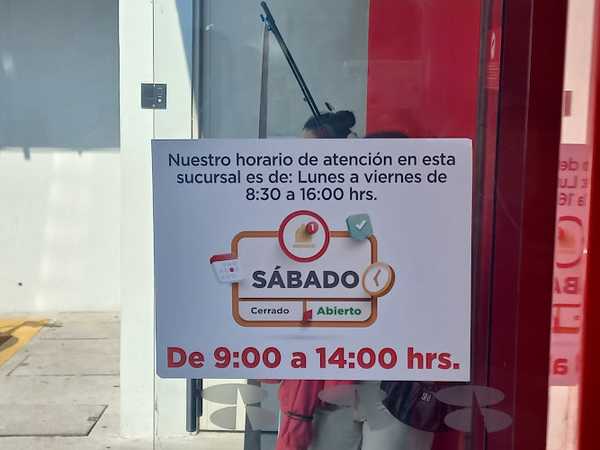 Nuestro horario de atención en esta
sucursal es de: Lunes a viernes de
8:30 a 16:00 hrs.
1
SÁBADO
Cerrado Abierto
De 9:00 a 14:00 hrs.